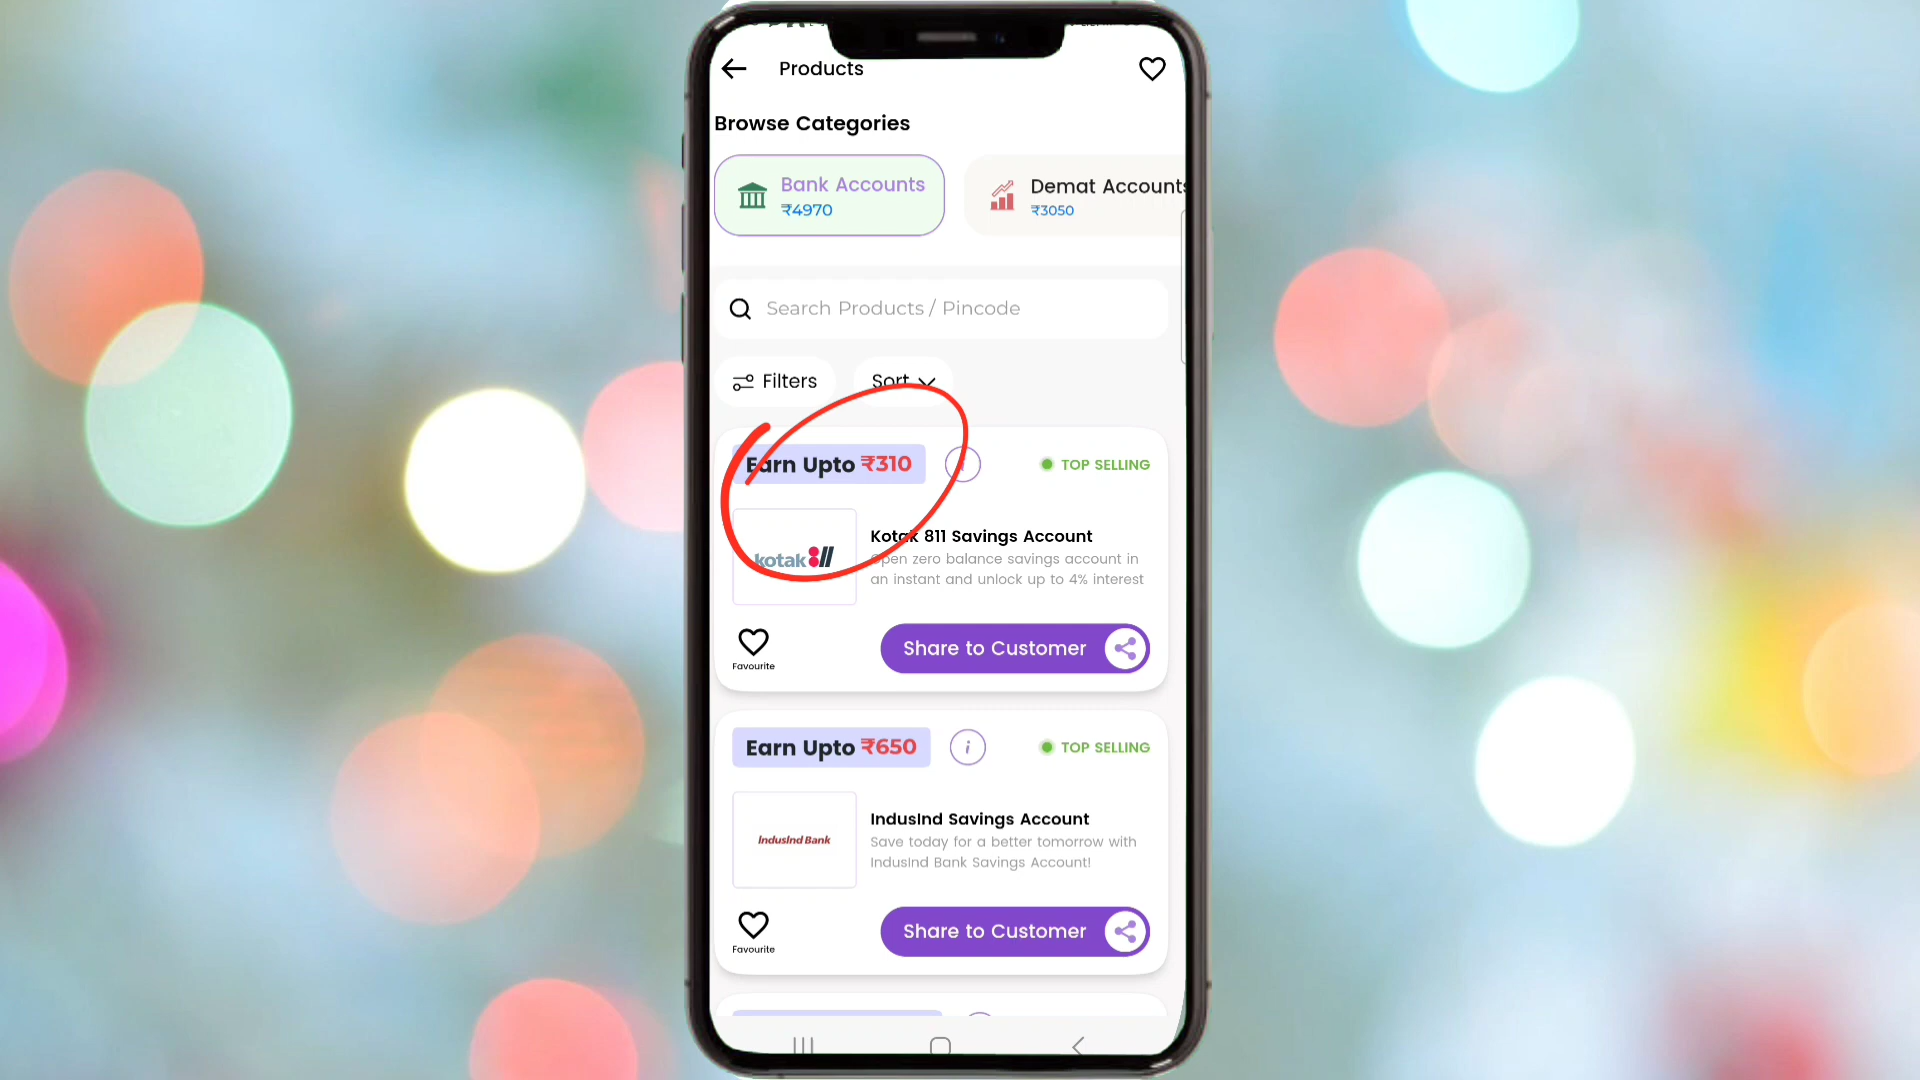 Products
Browse Categories
Bank Accounts
₹4970
Demat Accounts
₹3050
Search Products / Pincode
Filters
Sort
Earn Upto ₹310
TOP SELLING
kotak 811
Kotak 811 Savings Account
Open zero balance savings account in
an instant and unlock up to 4% interest
Favourite
Share to Customer
Earn Upto ₹650
i
TOP SELLING
IndusInd Bank
IndusInd Savings Account
Save today for a better tomorrow with
IndusInd Bank Savings Account!
Favourite
Share to Customer